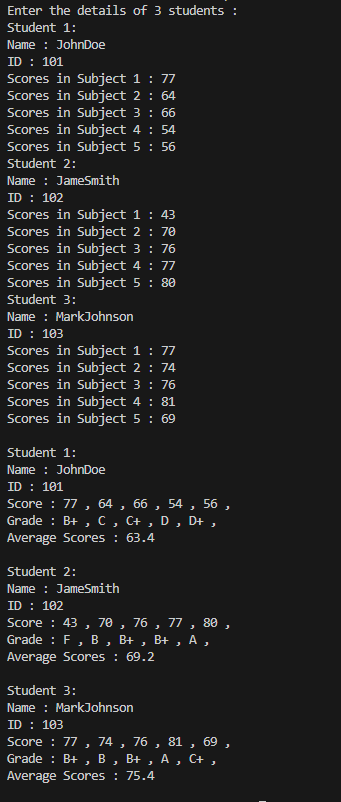 Enter the details of 3 students :
Student 1:
Name : JohnDoe
ID : 101
Scores in Subject 1 : 77
Scores in Subject 2 : 64
Scores in Subject 3 : 66
Scores in Subject 4 : 54
Scores in Subject 5 : 56
Student 2:
Name : JameSmith
ID : 102
Scores in Subject 1 : 43
Scores in Subject 2 : 70
Scores in Subject 3 : 76
Scores in Subject 4 : 77
Scores in Subject 5 : 80
Student 3:
Name : MarkJohnson
ID : 103
Scores in Subject 1 : 77
Scores in Subject 2 : 74
Scores in Subject 3 : 76
Scores in Subject 4 : 81
Scores in Subject 5 : 69
Student 1:
Name : JohnDoe
ID : 101
Score : 77 , 64 , 66 , 54 , 56 ,
Grade : B+ , C , C+ , D , D+ ,
Average Scores : 63.4
Student 2:
Name : JameSmith
ID : 102
Score : 43 , 70 , 76 , 77 , 80 ,
Grade : F , B , B+ , B+ , A ,
Average Scores : 69.2
Student 3:
Name : MarkJohnson
ID : 103
Score : 77 , 74 , 76 , 81 , 69 ,
Grade : B+ , B , B+ , A , C+ ,
Average Scores : 75.4